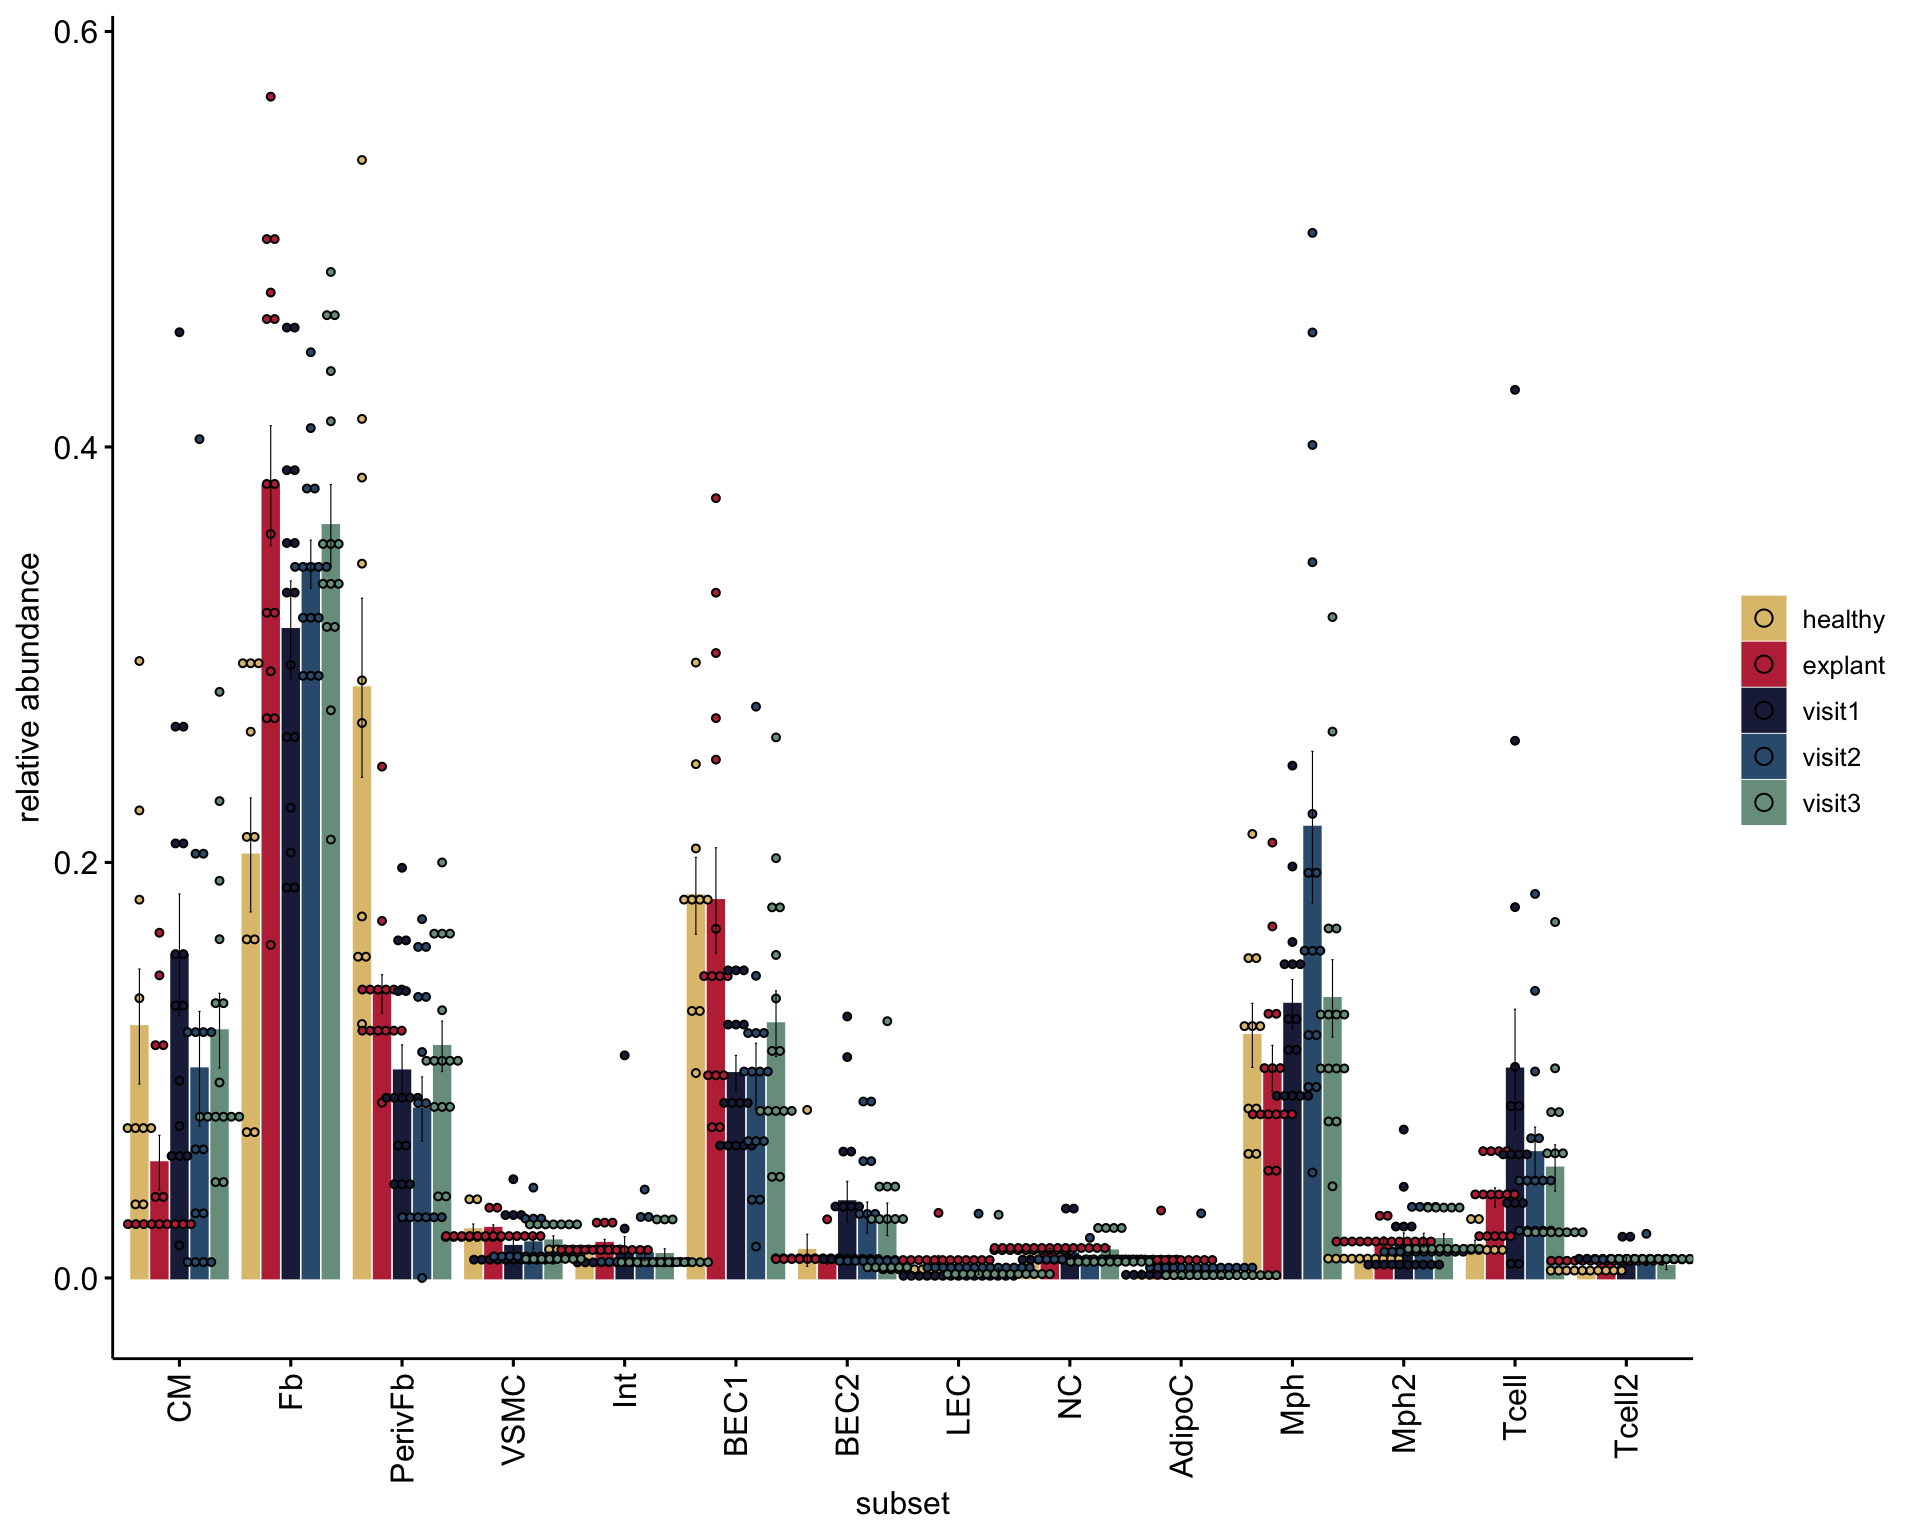 0.6
0.4
0.2
0.0
relative abundance
CM
Fb
PerivFb
VSMC
Int
BEC1
BEC2
LEC
NC
AdipoC
Mph
Mph2
Tcell
Tcell2
subset
healthy
explant
visit1
visit2
visit3